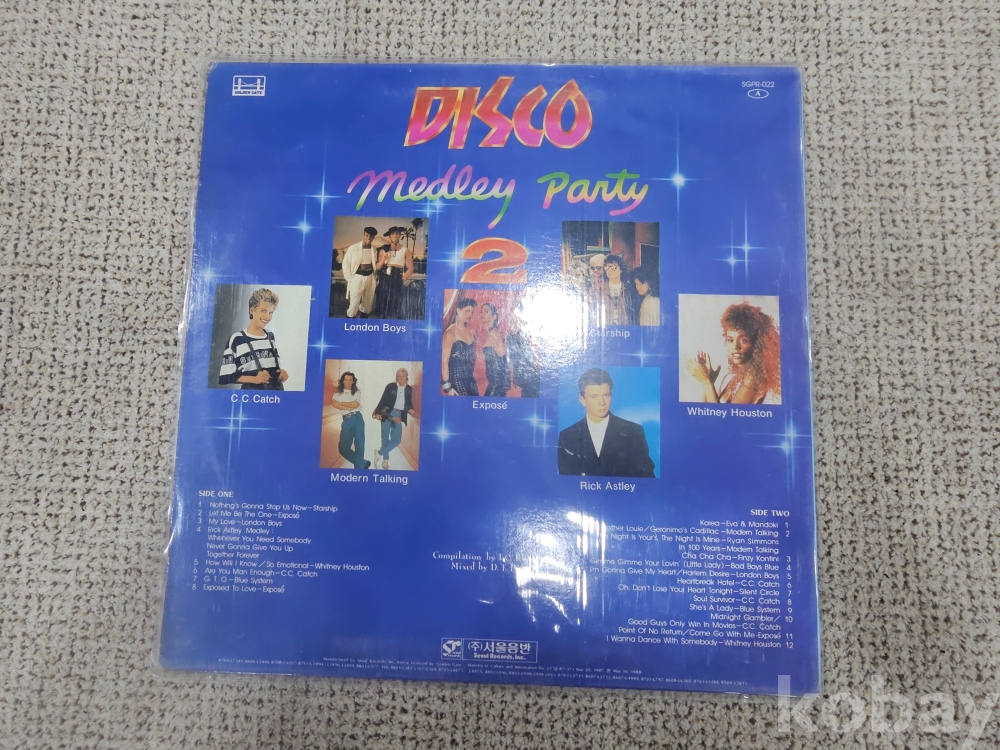 GOLDEN GATE
SGPR-022
A
DISCO
Medley Party
2
London Boys
Starship
C.C. Catch
Exposé
Whitney Houston
Modern Talking
Rick Astley
SIDE ONE
1 Nothing's Gonna Stop Us Now—Starship
2 Let Me Be The One—Exposé
3 My Love—London Boys
4 Rick Astley Medley :
Whenever You Need Somebody
Never Gonna Give You Up
Together Forever
5 How Will I Know/So Emotional—Whitney Houston
6 Are You Man Enough—C.C. Catch
7 G. T. O—Blue System
8 Exposed To Love—Exposé
SIDE TWO
Korea—Eva & Mandoki 1
Louie/Geronimo's Cadillac—Modern Talking 2
Night Is Yours, The Night Is Mine—Ryan Simmons
In 100 Years—Modern Talking
Cha Cha Cha—Finzy Kontini 3
Gimme Gimme Your Lovin' (Little Lady)—Bad Boys Blue 4
I'm Gonna Give My Heart/Harlem Desire—London Boys 5
Heartbreak Hotel—C.C. Catch 6
Oh, Don't Lose Your Heart Tonight—Silent Circle 7
Soul Survivor—C.C. Catch 8
She's A Lady—Blue System 9
Midnight Gambler/ 10
Good Guys Only Win In Movies—C.C. Catch
Point Of No Return/Come Go With Me-Exposé 11
I Wanna Dance With Somebody—Whitney Houston 12
Compilation by
Mixed by D.
(주)서울음반
Seoul Records, Inc.
kobay